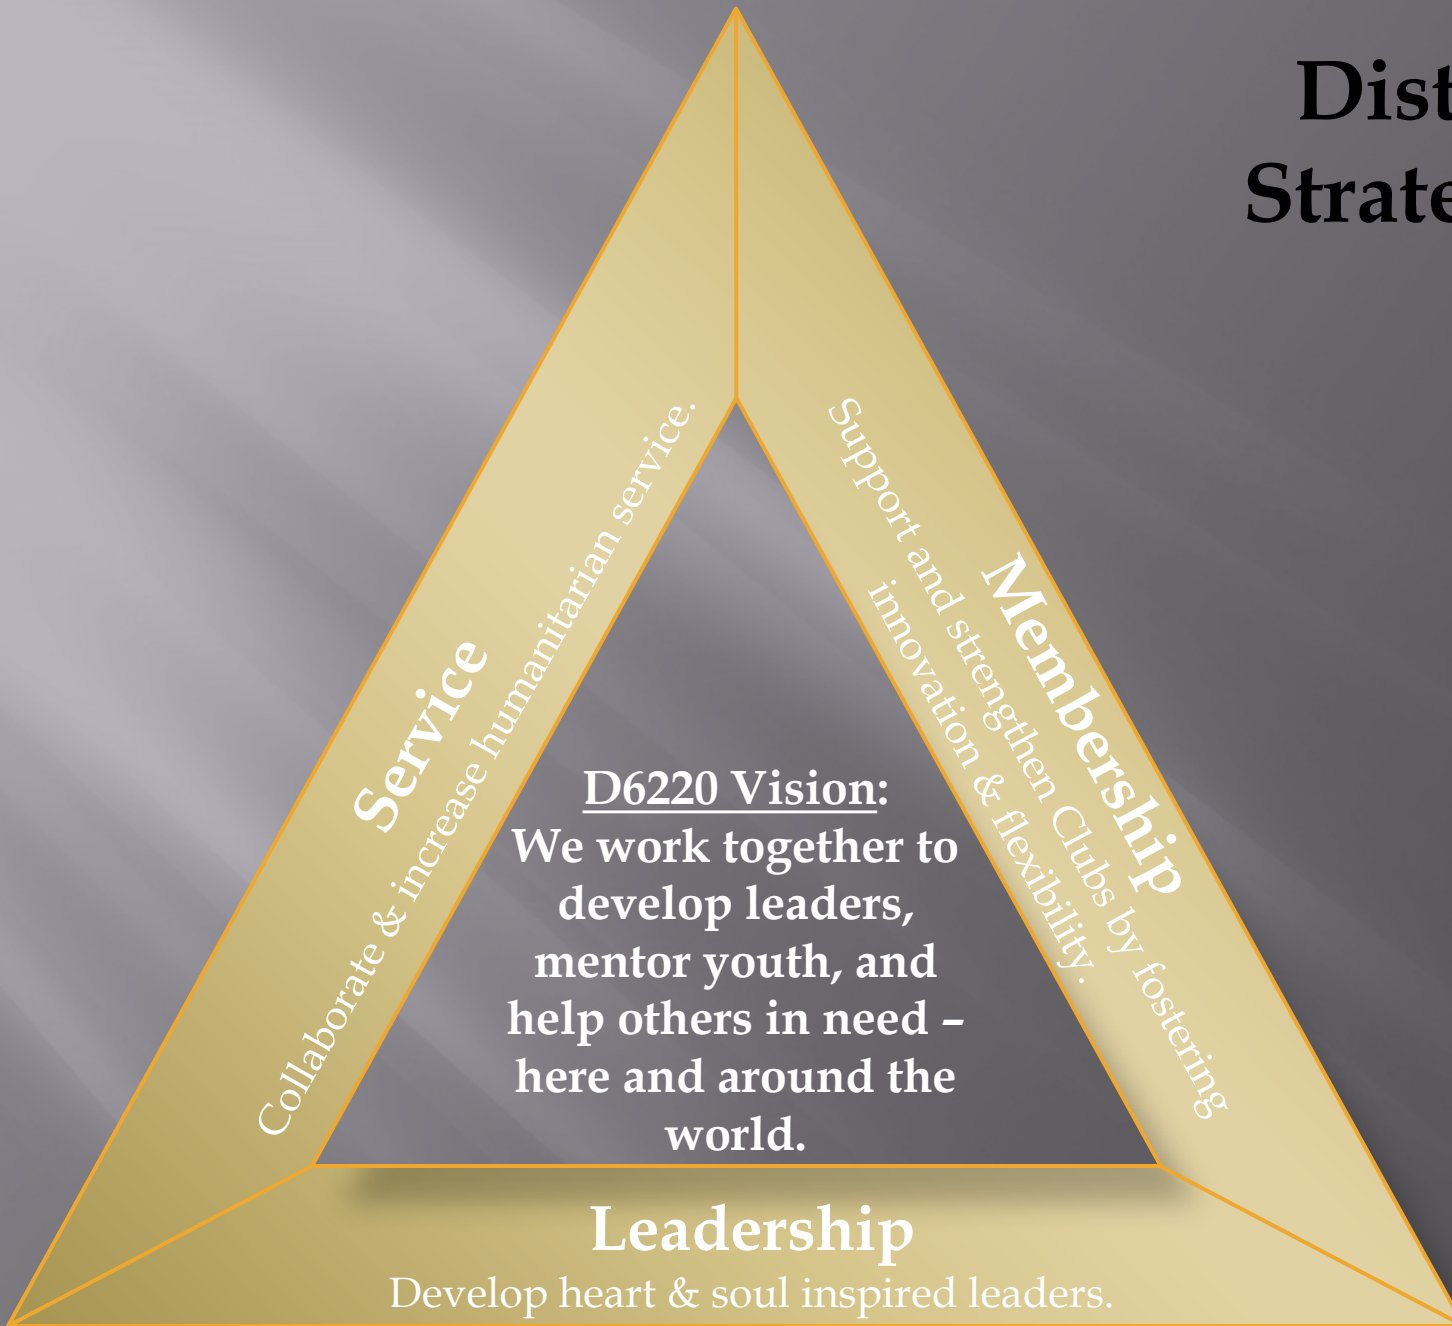 Service
Collaborate & increase humanitarian service.
Membership
Support and strengthen Clubs by fostering
innovation & flexibility.
D6220 Vision:
We work together to
develop leaders,
mentor youth, and
help others in need –
here and around the
world.
Leadership
Develop heart & soul inspired leaders.